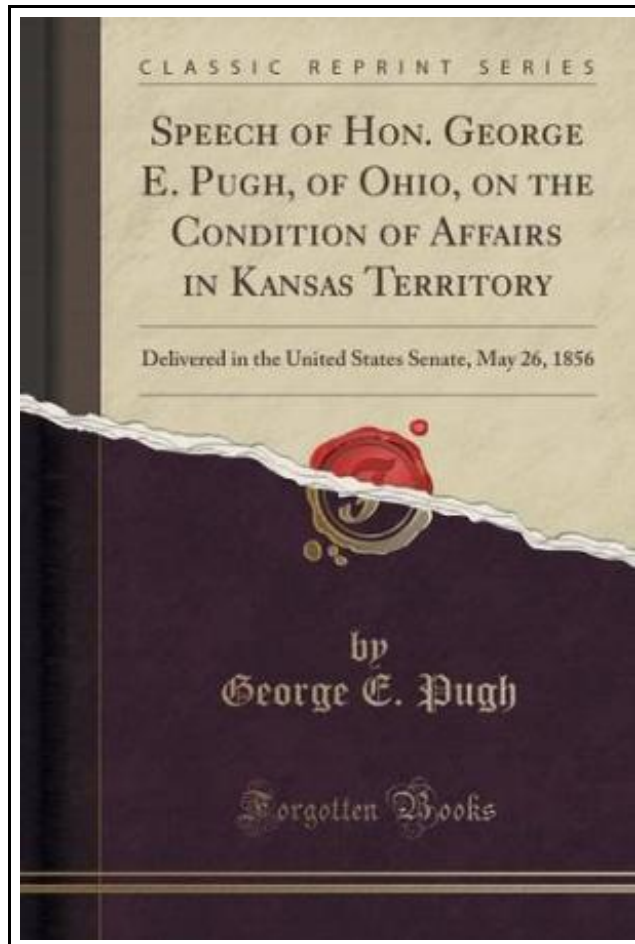 CLASSIC REPRINT SERIES
SPEECH OF HON. GEORGE
E. PUGH, OF OHIO, ON THE
CONDITION OF AFFAIRS
IN KANSAS TERRITORY
Delivered in the United States Senate, May 26, 1856
F
by
George E. Pugh
Forgotten Books